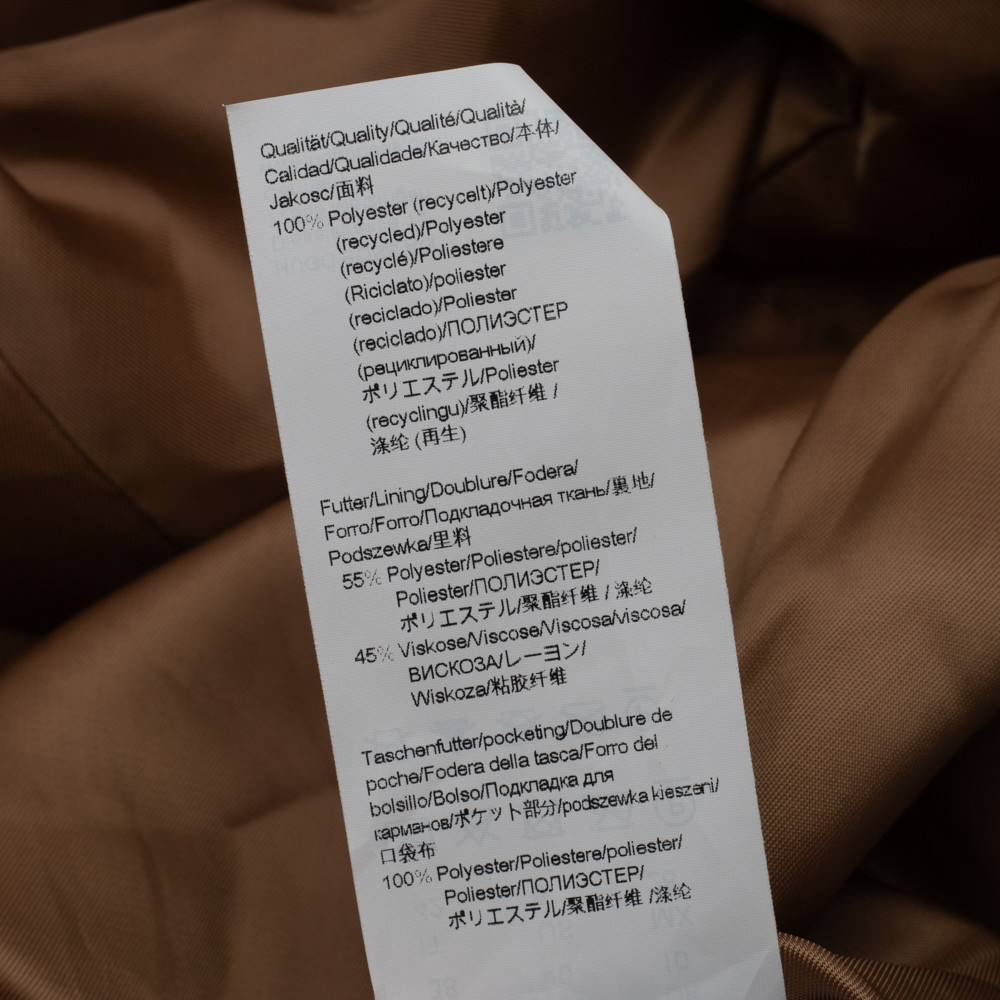 Qualität/Quality/Qualité/Qualità/
Calidad/Qualidade/Качество/本体/
Jakosc/面料
100% Polyester (recycelt)/Polyester
(recycled)/Polyester
(recyclé)/Poliestere
(Riciclato)/poliester
(reciclado)/Poliester
(reciclado)/ПОЛИЭСТЕР
(рециклированный)/
ポリエステル/Poliester
(recyclingu)/聚酯纤维 /
涤纶 (再生)
Futter/Lining/Doublure/Fodera/
Forro/Forro/Подкладочная ткань/裏地/
Podszewka/里料
55% Polyester/Poliestere/poliester/
Poliester/ПОЛИЭСТЕР/
ポリエステル/聚酯纤维 / 涤纶
45% Viskose/Viscose/Viscosa/viscosa/
ВИСКОЗА/レーヨン/
Wiskoza/粘胶纤维
Taschenfutter/pocketing/Doublure de
poche/Fodera della tasca/Forro del
bolsillo/Bolso/Подкладка для
карманов/ポケット部分/podszewka kieszeni/
口袋布
100% Polyester/Poliestere/poliester/
Poliester/ПОЛИЭСТЕР/
ポリエステル/聚酯纤维 /涤纶